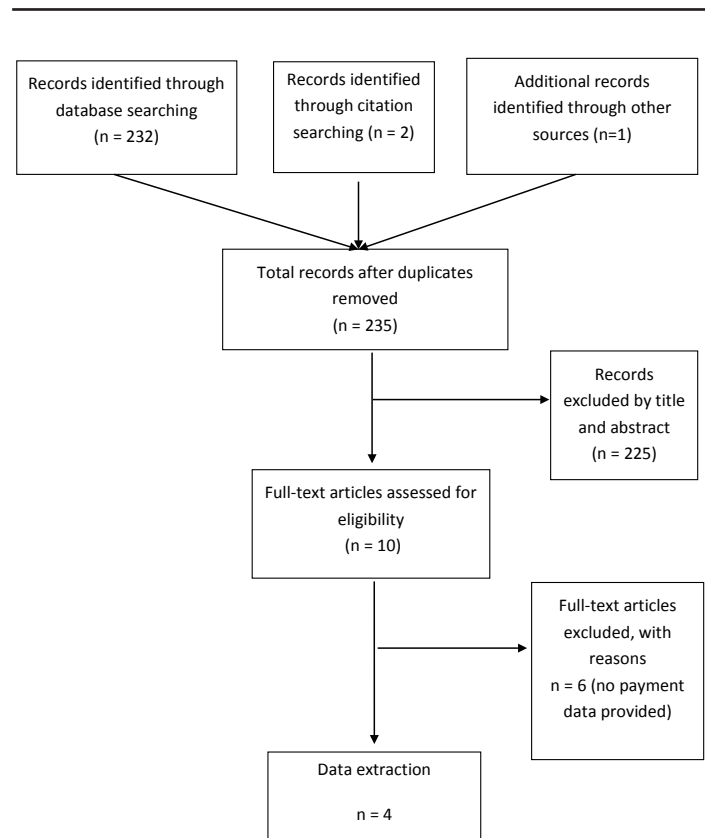 Records identified through
database searching
(n = 232)
Records identified
through citation
searching (n = 2)
Additional records
identified through other
sources (n=1)
Total records after duplicates
removed
(n = 235)
Records
excluded by title
and abstract
(n = 225)
Full-text articles assessed for
eligibility
(n = 10)
Full-text articles
excluded, with
reasons
n = 6 (no payment
data provided)
Data extraction
n = 4